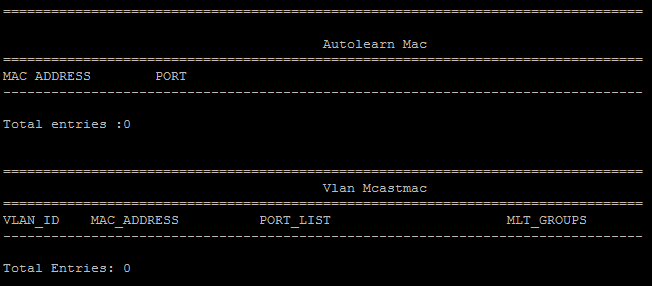 ================================================================================
Autolearn Mac
================================================================================
MAC ADDRESS PORT
--------------------------------------------------------------------------------
Total entries :0
================================================================================
Vlan Mcastmac
================================================================================
VLAN_ID MAC_ADDRESS PORT_LIST MLT_GROUPS
--------------------------------------------------------------------------------
Total Entries: 0